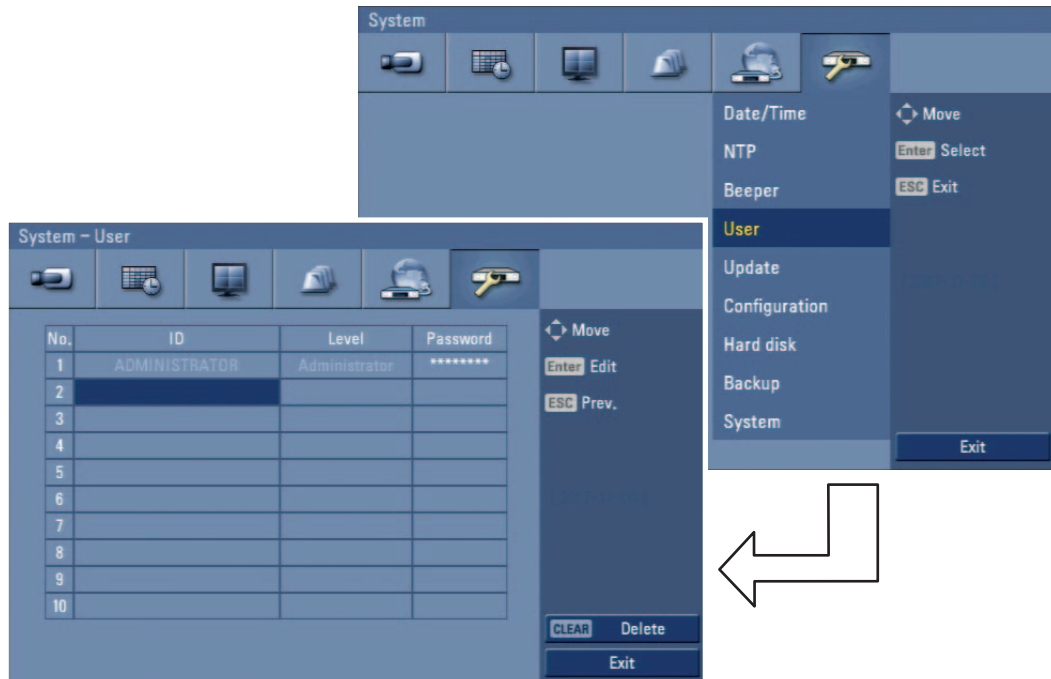 System
Date/Time
NTP
Beeper
User
Update
Configuration
Hard disk
Backup
System
Move
Enter Select
ESC Exit
Exit
System – User
No. ID Level Password
1 ADMINISTRATOR Administrator ********
2
3
4
5
6
7
8
9
10
Move
Enter Edit
ESC Prev.
CLEAR Delete
Exit